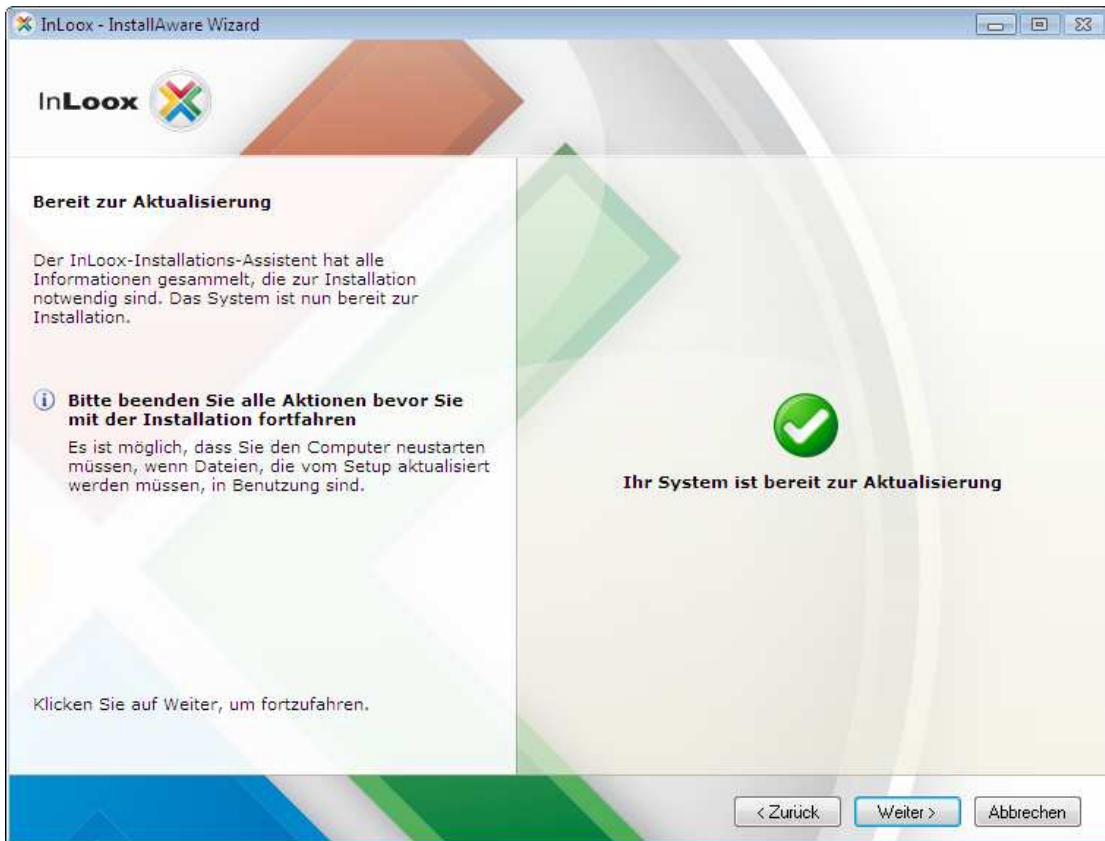 InLoox - InstallAware Wizard
InLoox
Bereit zur Aktualisierung
Der InLoox-Installations-Assistent hat alle
Informationen gesammelt, die zur Installation
notwendig sind. Das System ist nun bereit zur
Installation.
Bitte beenden Sie alle Aktionen bevor Sie
mit der Installation fortfahren
Es ist möglich, dass Sie den Computer neustarten
müssen, wenn Dateien, die vom Setup aktualisiert
werden müssen, in Benutzung sind.
Klicken Sie auf Weiter, um fortzufahren.
Ihr System ist bereit zur Aktualisierung
< Zurück
Weiter >
Abbrechen